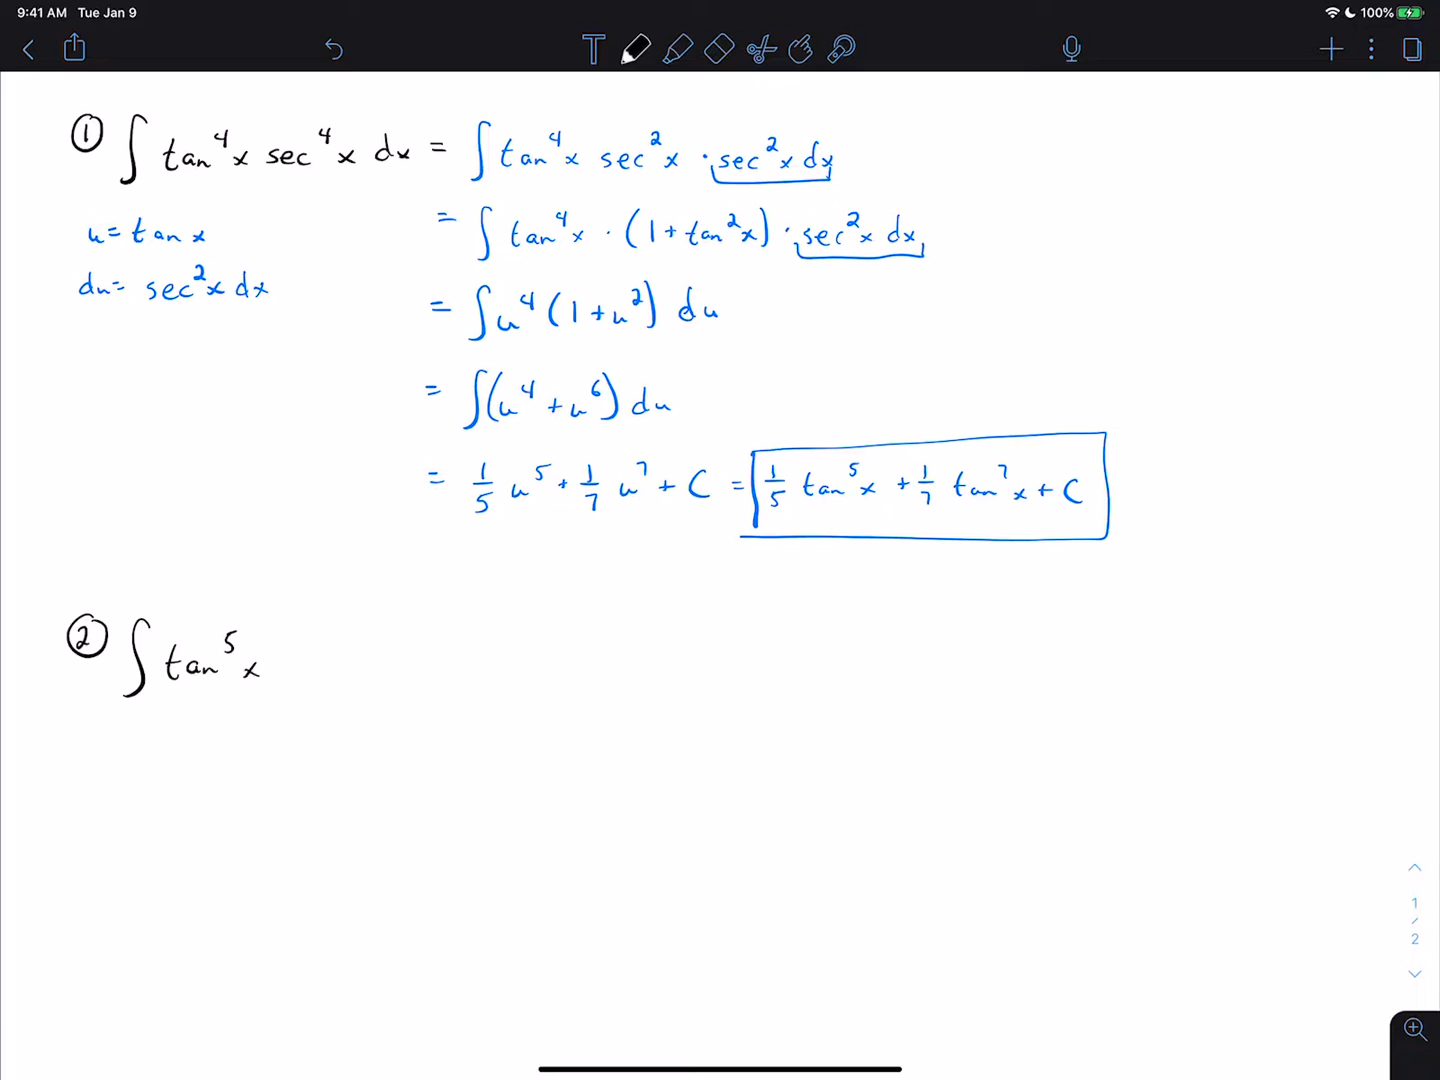 9:41 AM Tue Jan 9 100%
T
① ∫ tan⁴x sec⁴x dx = ∫ tan⁴x sec²x · sec²x dx
u = tan x
= ∫ tan⁴x · (1 + tan²x) · sec²x dx
du = sec²x dx
= ∫ u⁴ (1 + u²) du
= ∫ (u⁴ + u⁶) du
= 1/5 u⁵ + 1/7 u⁷ + C = 1/5 tan⁵x + 1/7 tan⁷x + C
② ∫ tan⁵x
1
/
2